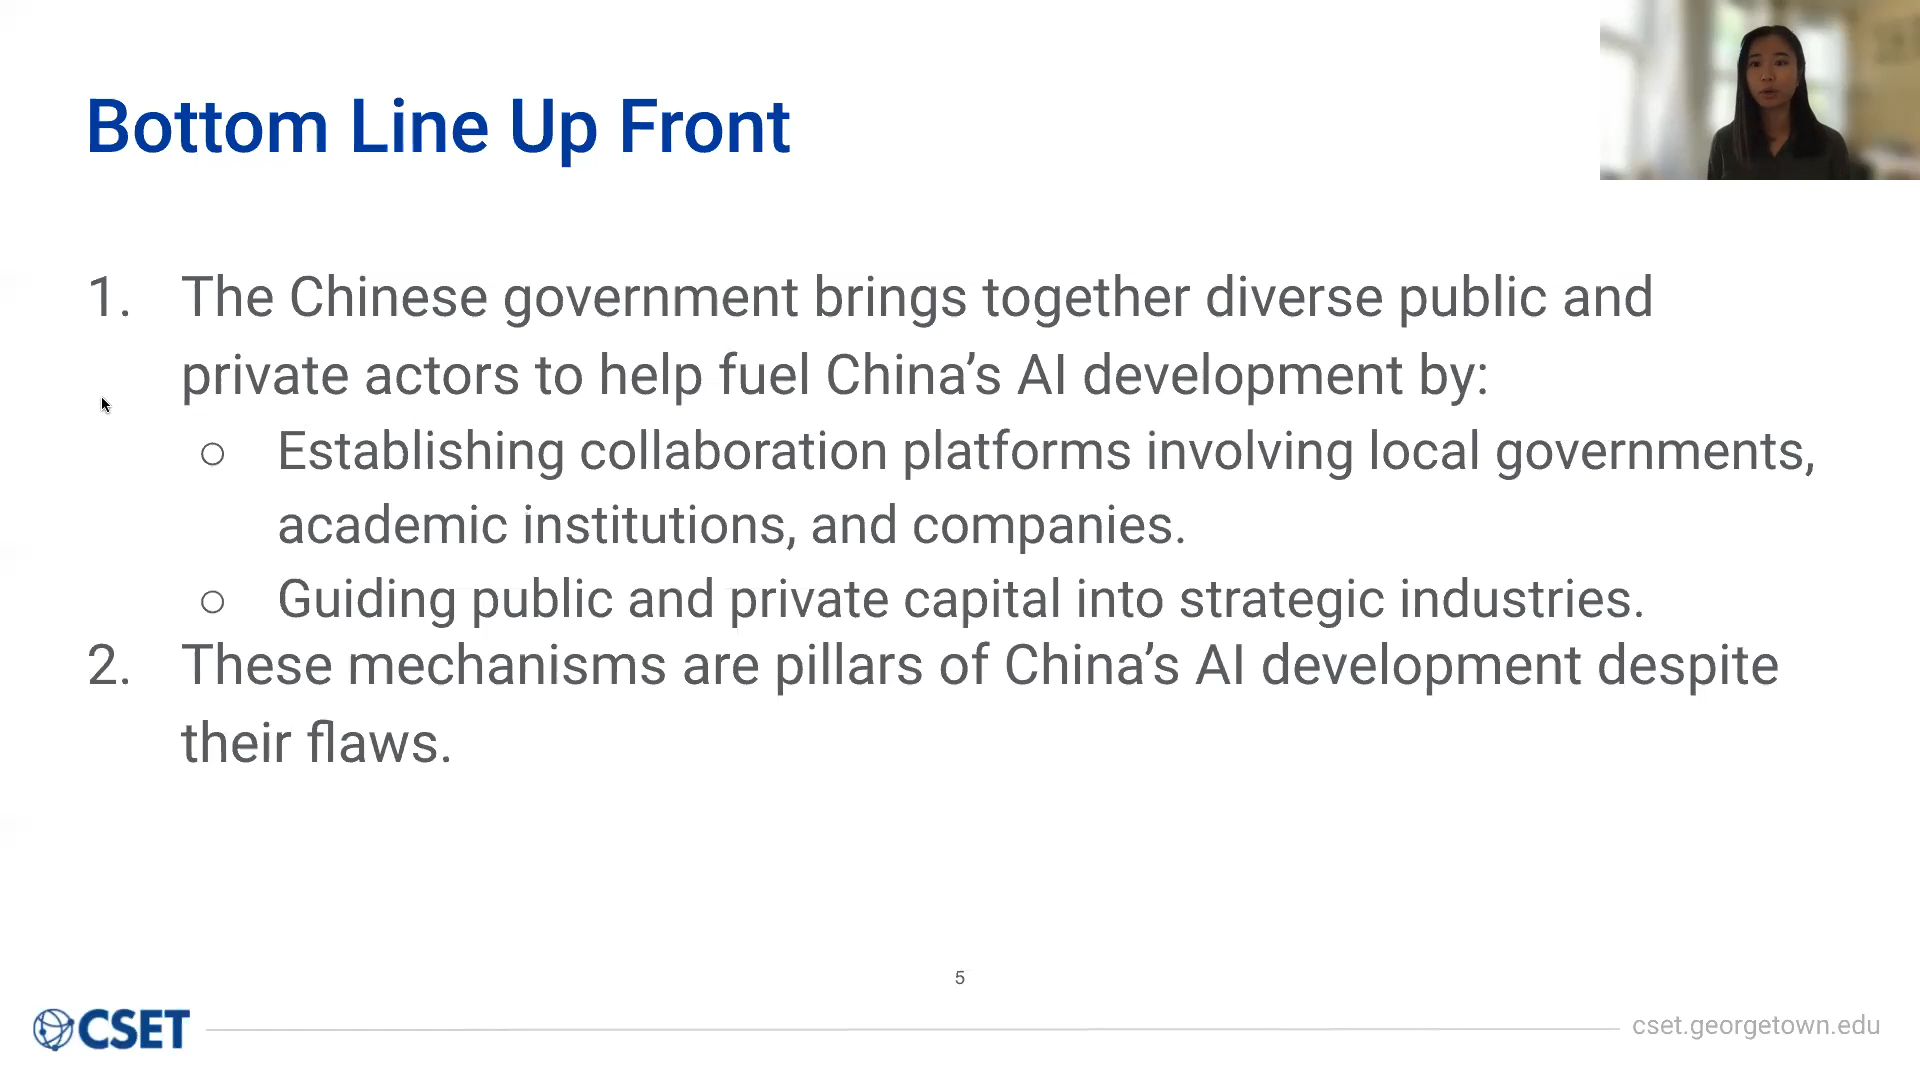 Bottom Line Up Front
1. The Chinese government brings together diverse public and
private actors to help fuel China’s AI development by:
○ Establishing collaboration platforms involving local governments,
academic institutions, and companies.
○ Guiding public and private capital into strategic industries.
2. These mechanisms are pillars of China’s AI development despite
their flaws.
5
CSET
cset.georgetown.edu